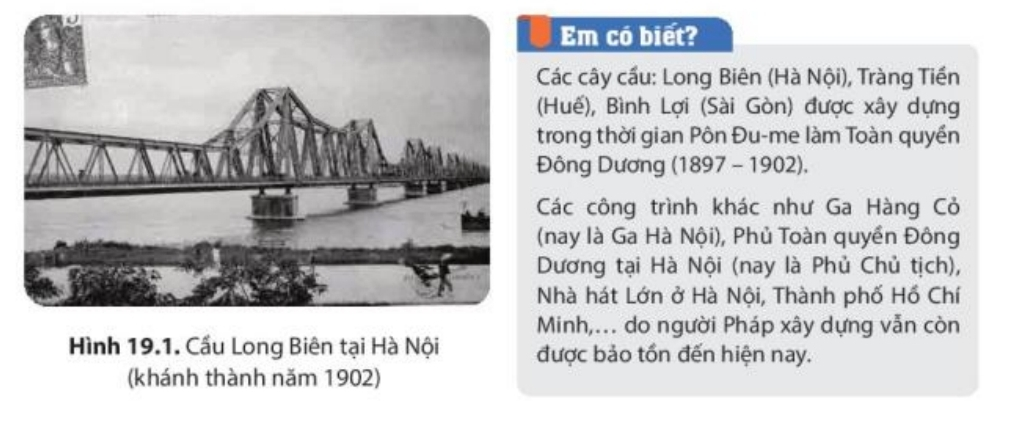 Hình 19.1. Cầu Long Biên tại Hà Nội
(khánh thành năm 1902)
Em có biết?
Các cây cầu: Long Biên (Hà Nội), Tràng Tiền
(Huế), Bình Lợi (Sài Gòn) được xây dựng
trong thời gian Pôn Đu-me làm Toàn quyền
Đông Dương (1897 – 1902).
Các công trình khác như Ga Hàng Cỏ
(nay là Ga Hà Nội), Phủ Toàn quyền Đông
Dương tại Hà Nội (nay là Phủ Chủ tịch),
Nhà hát Lớn ở Hà Nội, Thành phố Hồ Chí
Minh,... do người Pháp xây dựng vẫn còn
được bảo tồn đến hiện nay.